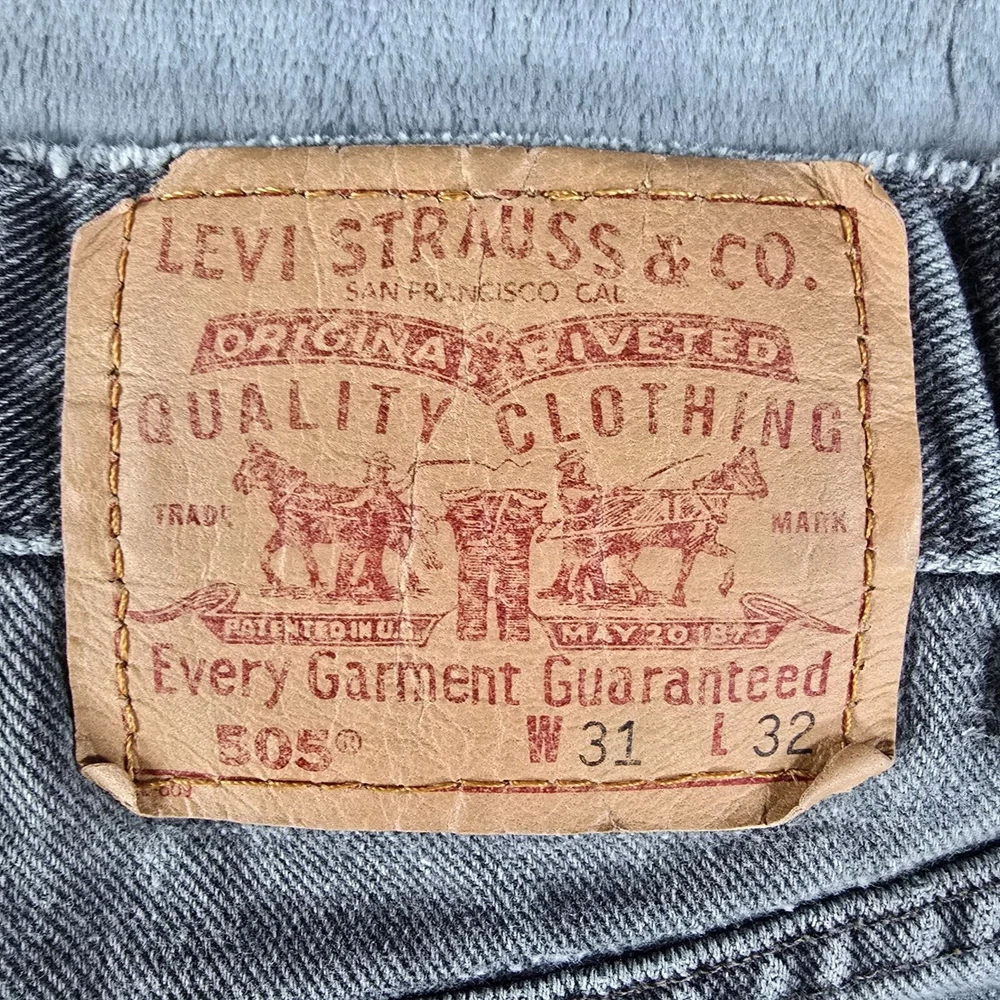 LEVI STRAUSS & CO.
SAN FRANCISCO CAL
ORIGINAL RIVETED
QUALITY CLOTHING
TRADE MARK
PATENTED IN U.S. MAY 20 1873
Every Garment Guaranteed
505® W 31 L 32